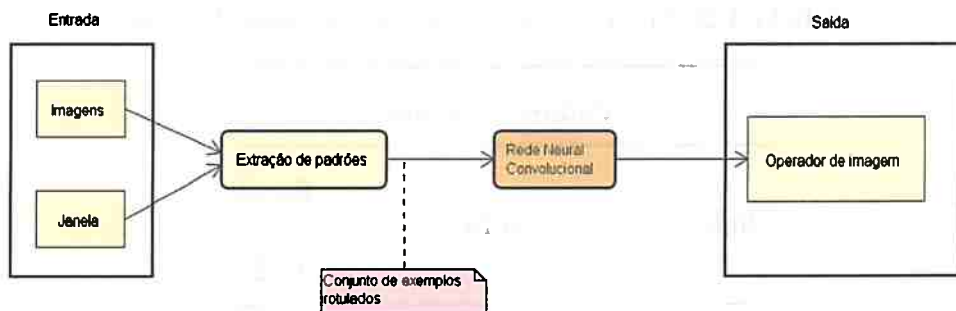 Entrada
Saída
Imagens
Extração de padrões
Rede Neural
Convolucional
Operador de imagem
Janela
Conjunto de exemplos
rotulados